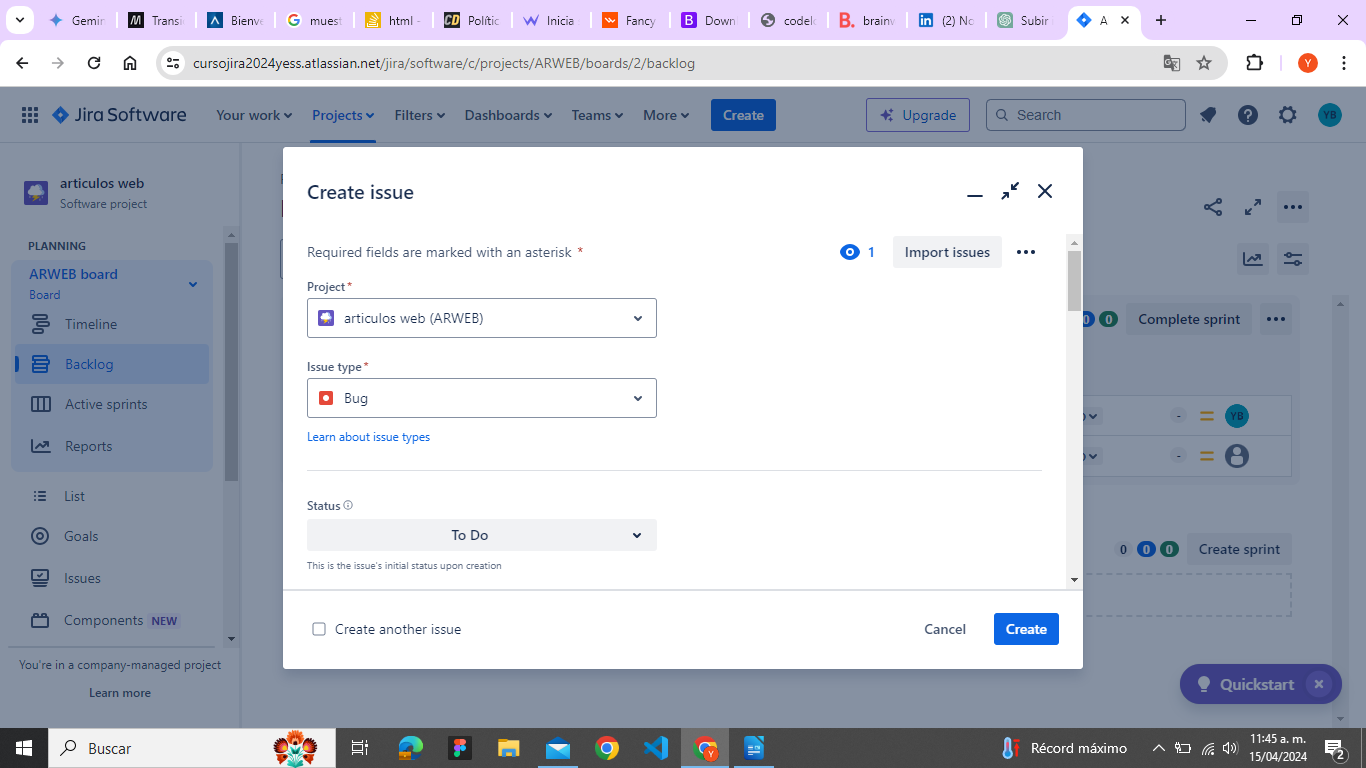 Gemin
Transi
Bienve
muest
html -
Polític
Inicia
Fancy
Downl
codelo
brainw
(2) No
Subir
A
cursojira2024yess.atlassian.net/jira/software/c/projects/ARWEB/boards/2/backlog
Y
Jira Software
Your work
Projects
Filters
Dashboards
Teams
More
Create
Upgrade
Search
YB
articulos web
Software project
PLANNING
ARWEB board
Board
Timeline
Backlog
Active sprints
Reports
List
Goals
Issues
Components NEW
You're in a company-managed project
Learn more
Create issue
Required fields are marked with an asterisk *
1
Import issues
Project *
articulos web (ARWEB)
Issue type *
Bug
Learn about issue types
Status
To Do
This is the issue's initial status upon creation
Create another issue
Cancel
Create
0
0
Complete sprint
-
YB
-
0
0
0
Create sprint
Quickstart
Buscar
Récord máximo
11:45 a. m.
15/04/2024
2